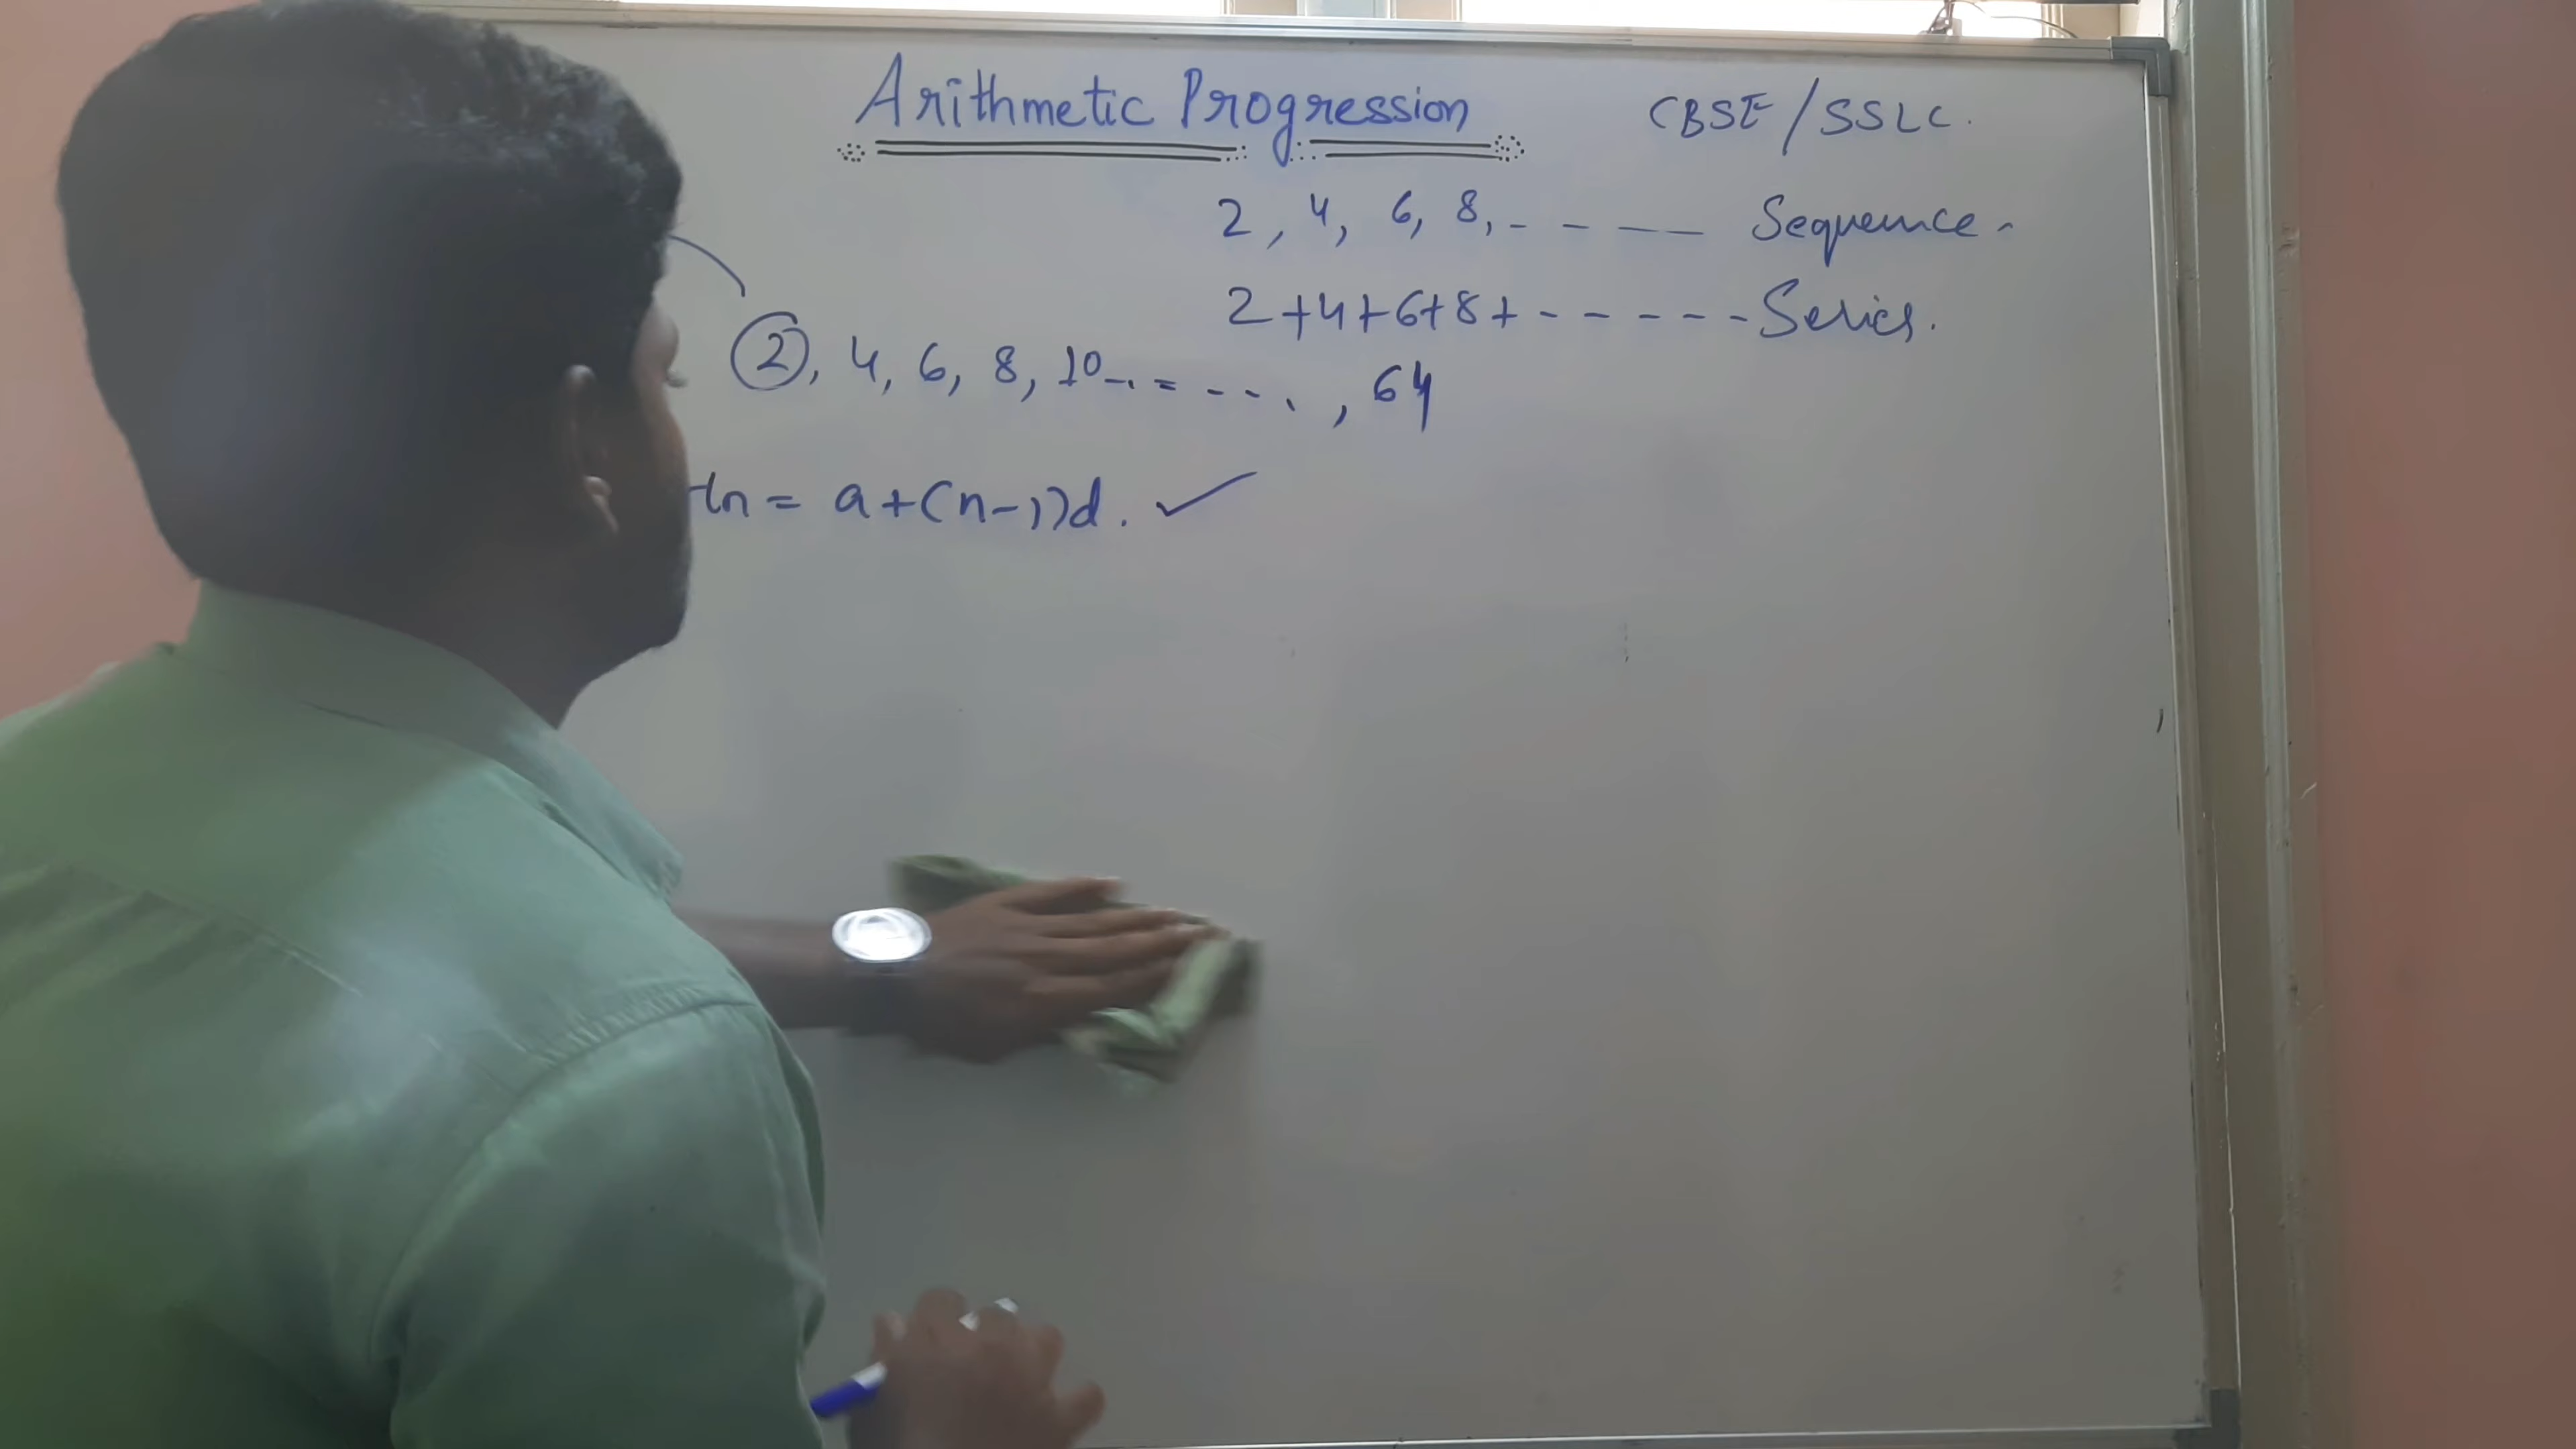 Arithmetic Progression
CBSE / SSLC.
2, 4, 6, 8, - - - - Sequence.
2+4+6+8+ - - - - - Series.
2, 4, 6, 8, 10 - - - - - - , 64
tn = a+(n-1)d. ✓